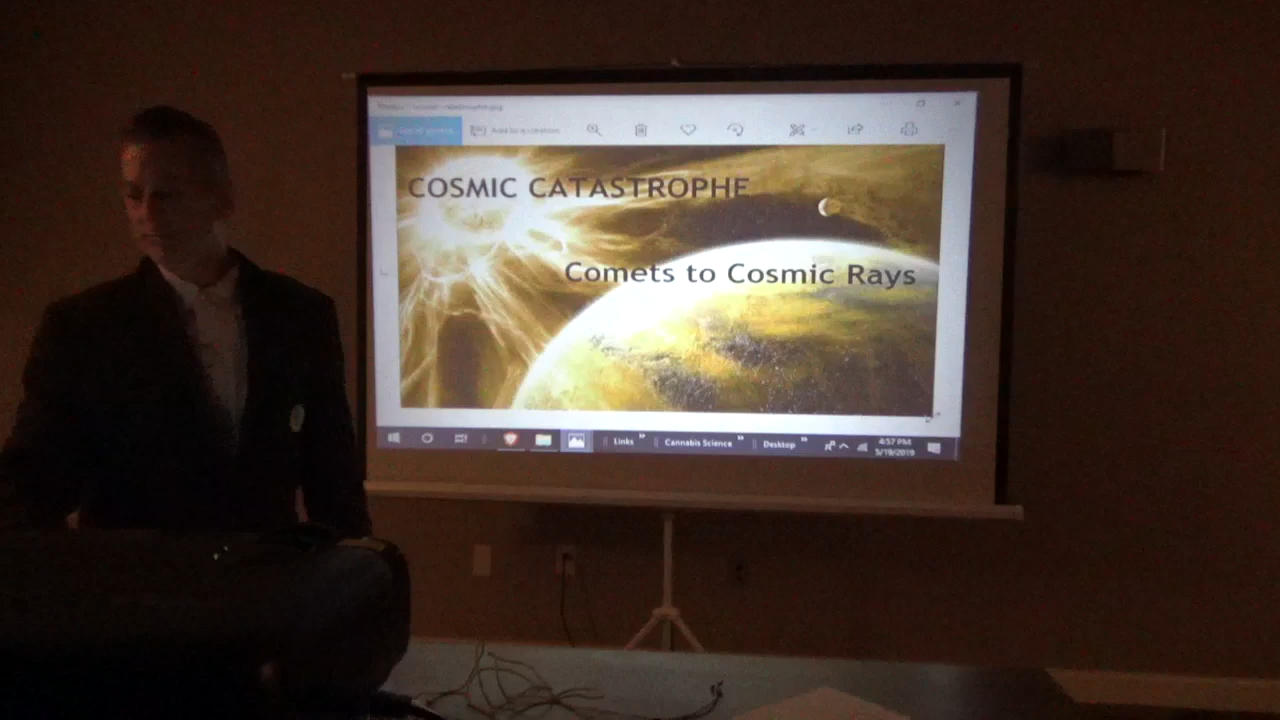 COSMIC CATASTROPHE
Comets to Cosmic Rays
Links
Cannabis Science
Desktop
4:57 PM
5/19/2019